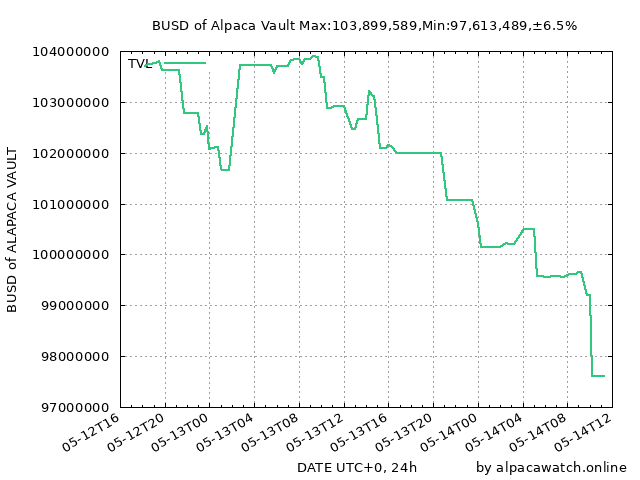 BUSD of Alpaca Vault Max:103,899,589,Min:97,613,489,±6.5%
TVL
104000000
103000000
102000000
101000000
100000000
99000000
98000000
97000000
BUSD of ALAPACA VAULT
05-12T16
05-12T20
05-13T00
05-13T04
05-13T08
05-13T12
05-13T16
05-13T20
05-14T00
05-14T04
05-14T08
05-14T12
DATE UTC+0, 24h
by alpacawatch.online